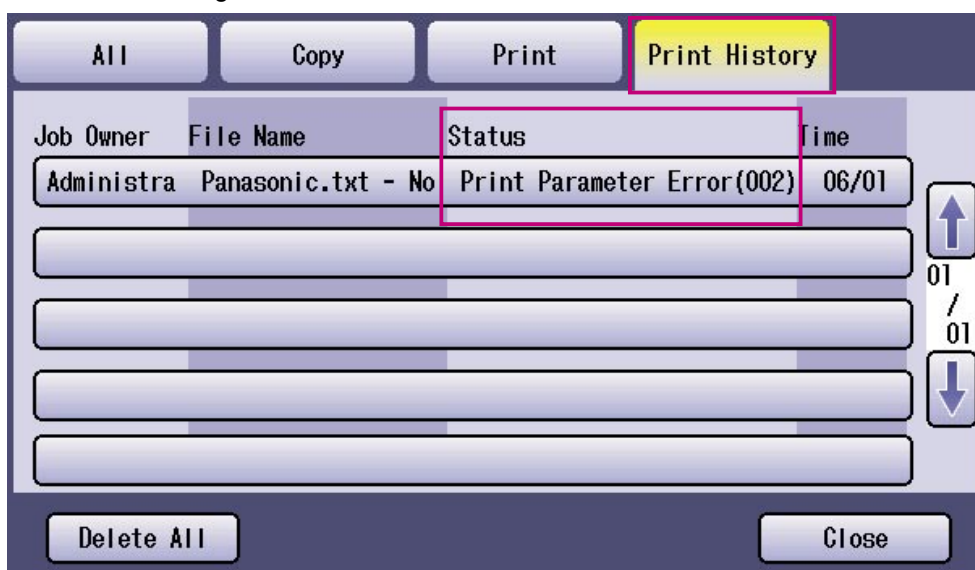 All Copy Print Print History
Job Owner File Name Status Time
Administra Panasonic.txt - No Print Parameter Error(002) 06/01
01
/
01
Delete All Close